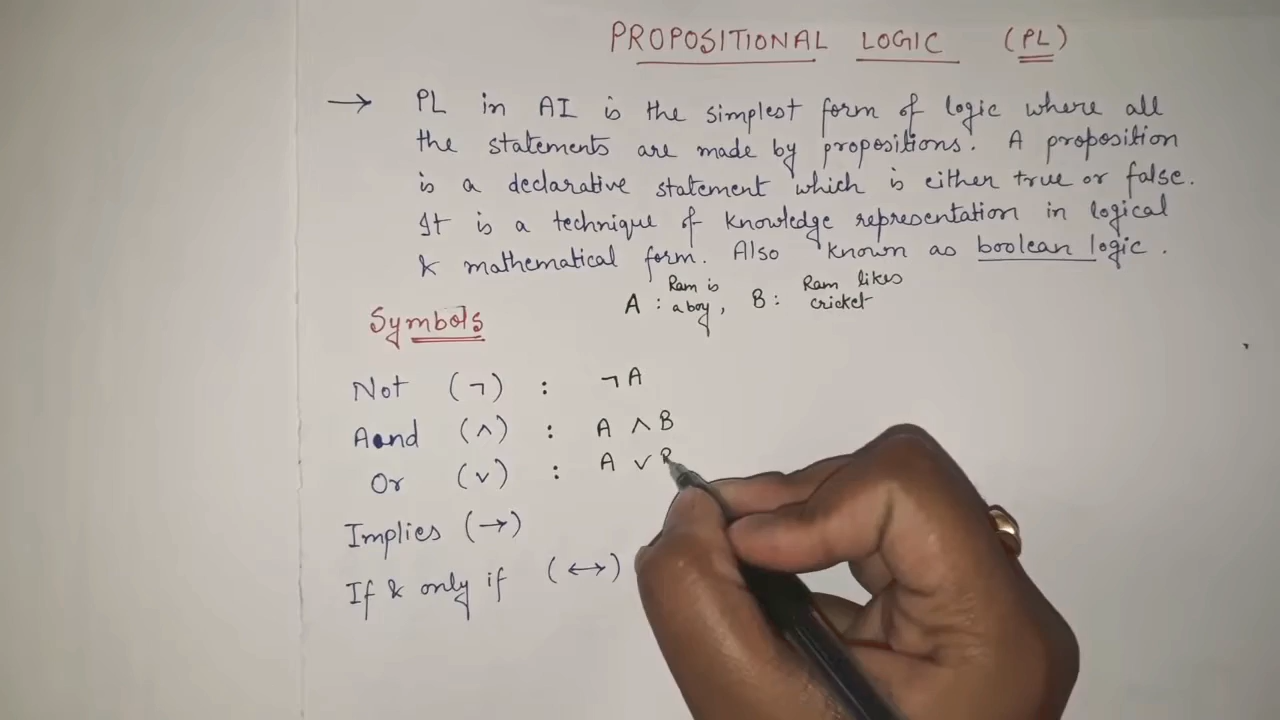 PROPOSITIONAL LOGIC (PL)
→ PL in AI is the simplest form of logic where all
the statements are made by propositions. A proposition
is a declarative statement which is either true or false.
It is a technique of knowledge representation in logical
& mathematical form. Also known as boolean logic.
A : Ram is a boy, B : Ram likes cricket
Symbols
Not (¬) : ¬A
And (∧) : A ∧ B
Or (∨) : A ∨ B
Implies (→)
If & only if (↔)